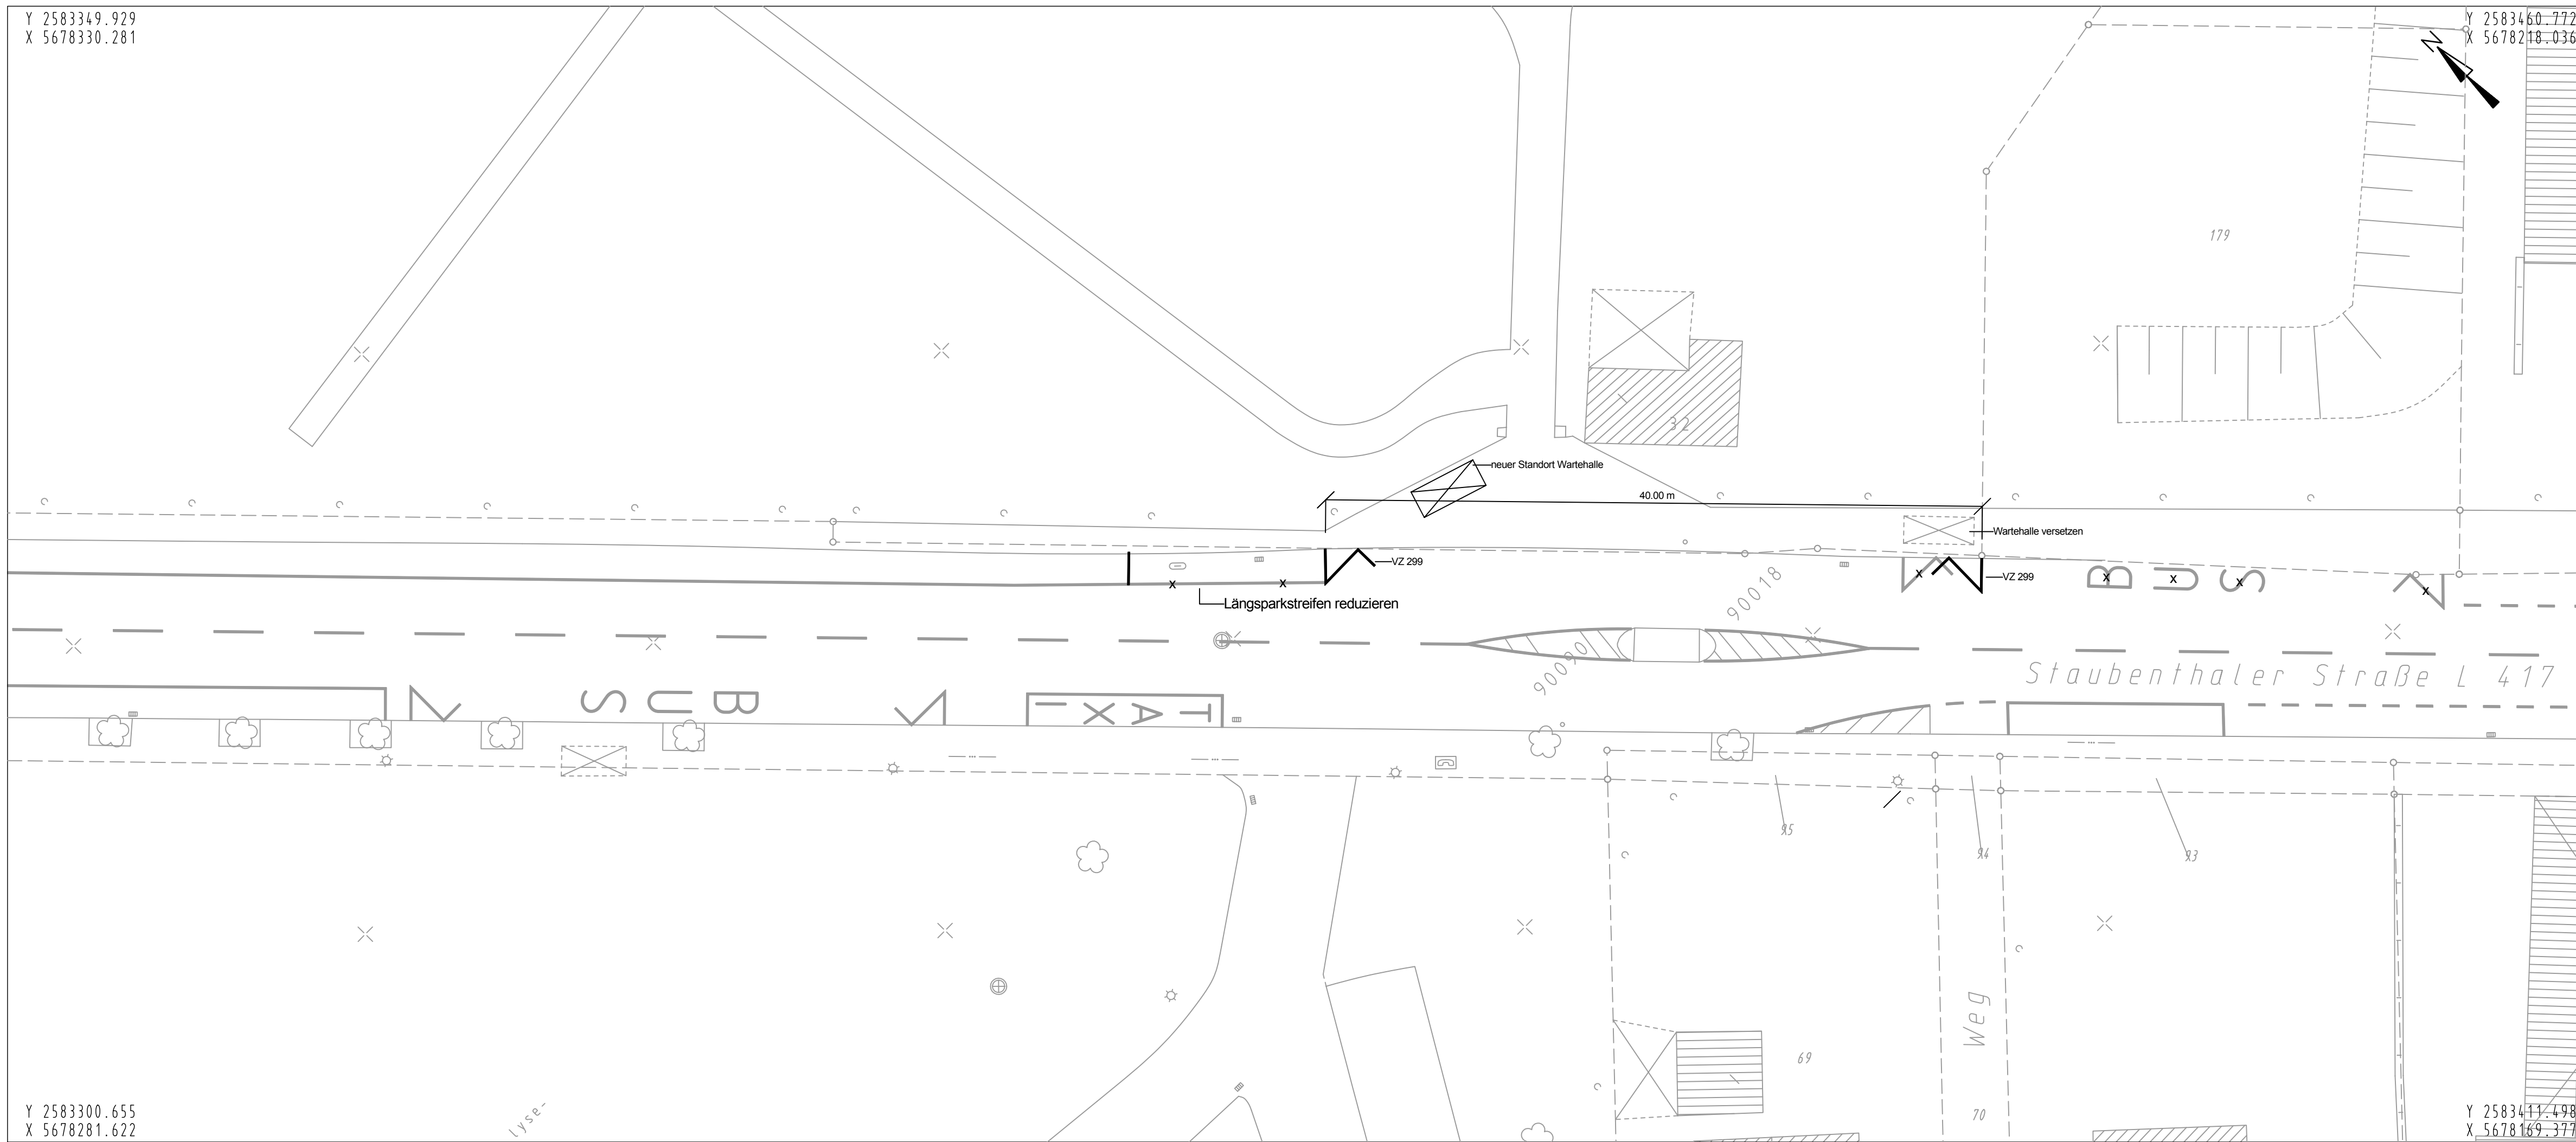 Y 2583349.929
X 5678330.281
Y 2583460.772
X 5678218.036
N
179
32
neuer Standort Wartehalle
40.00 m
Wartehalle versetzen
VZ 299
VZ 299
BUS
x
x
x
x
x
x
x
Längsparkstreifen reduzieren
90018
90090
Staubenthaler Straße L 417
BUS
TAXI
95
94
93
Weg
69
70
lyse-
Y 2583300.655
X 5678281.622
Y 2583411.498
X 5678169.377